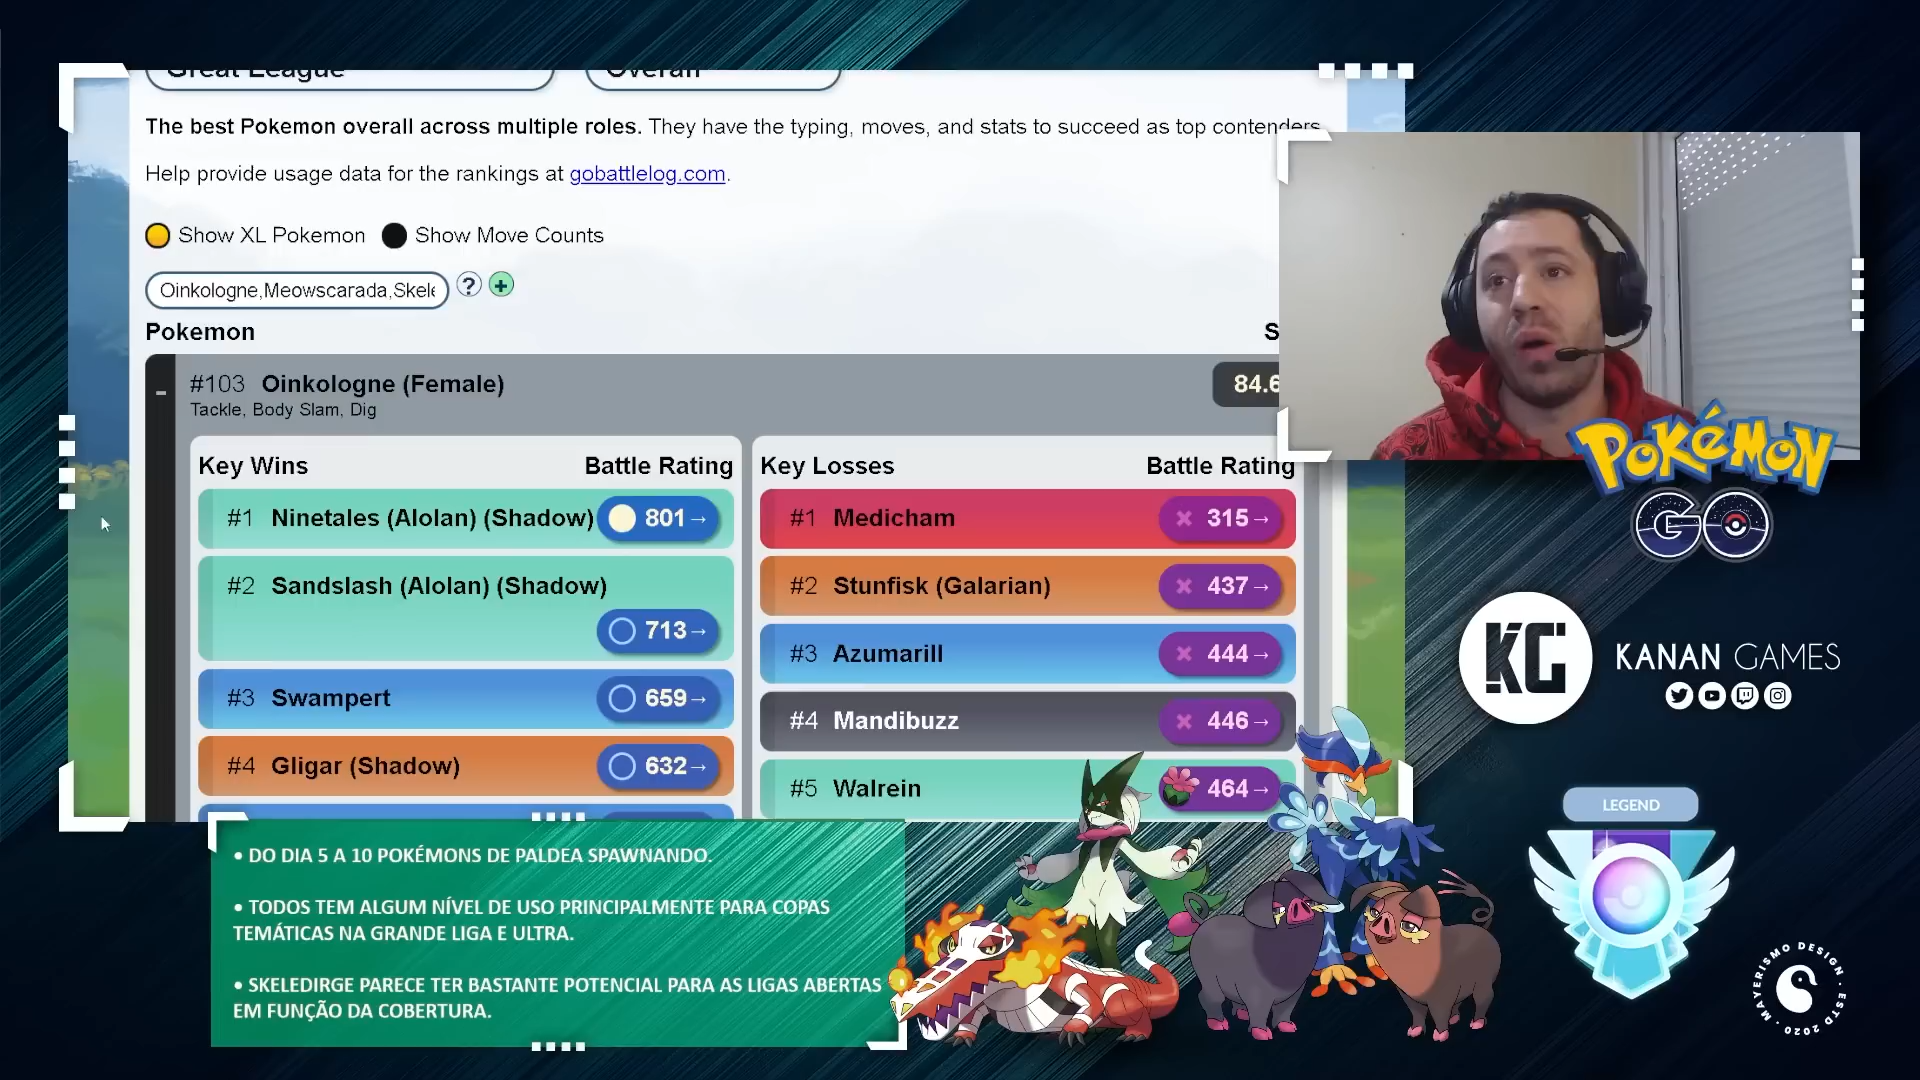 Great League
Overall
The best Pokemon overall across multiple roles. They have the typing, moves, and stats to succeed as top contenders
Help provide usage data for the rankings at gobattlelog.com.
Show XL Pokemon
Show Move Counts
Oinkologne,Meowscarada,Skele
?
+
Pokemon
S
-
#103 Oinkologne (Female)
84.6
Tackle, Body Slam, Dig
Key Wins
Battle Rating
#1 Ninetales (Alolan) (Shadow) 801→
#2 Sandslash (Alolan) (Shadow)
713→
#3 Swampert 659→
#4 Gligar (Shadow) 632→
Key Losses
Battle Rating
#1 Medicham 315→
#2 Stunfisk (Galarian) 437→
#3 Azumarill 444→
#4 Mandibuzz 446→
#5 Walrein 464→
POKÉMON
GO
KG
KANAN GAMES
LEGEND
• DO DIA 5 A 10 POKÉMONS DE PALDEA SPAWNANDO.
• TODOS TEM ALGUM NÍVEL DE USO PRINCIPALMENTE PARA COPAS
TEMÁTICAS NA GRANDE LIGA E ULTRA.
• SKELEDIRGE PARECE TER BASTANTE POTENCIAL PARA AS LIGAS ABERTAS
EM FUNÇÃO DA COBERTURA.
MAYERISMO DESIGN · ESTD 2020 ·